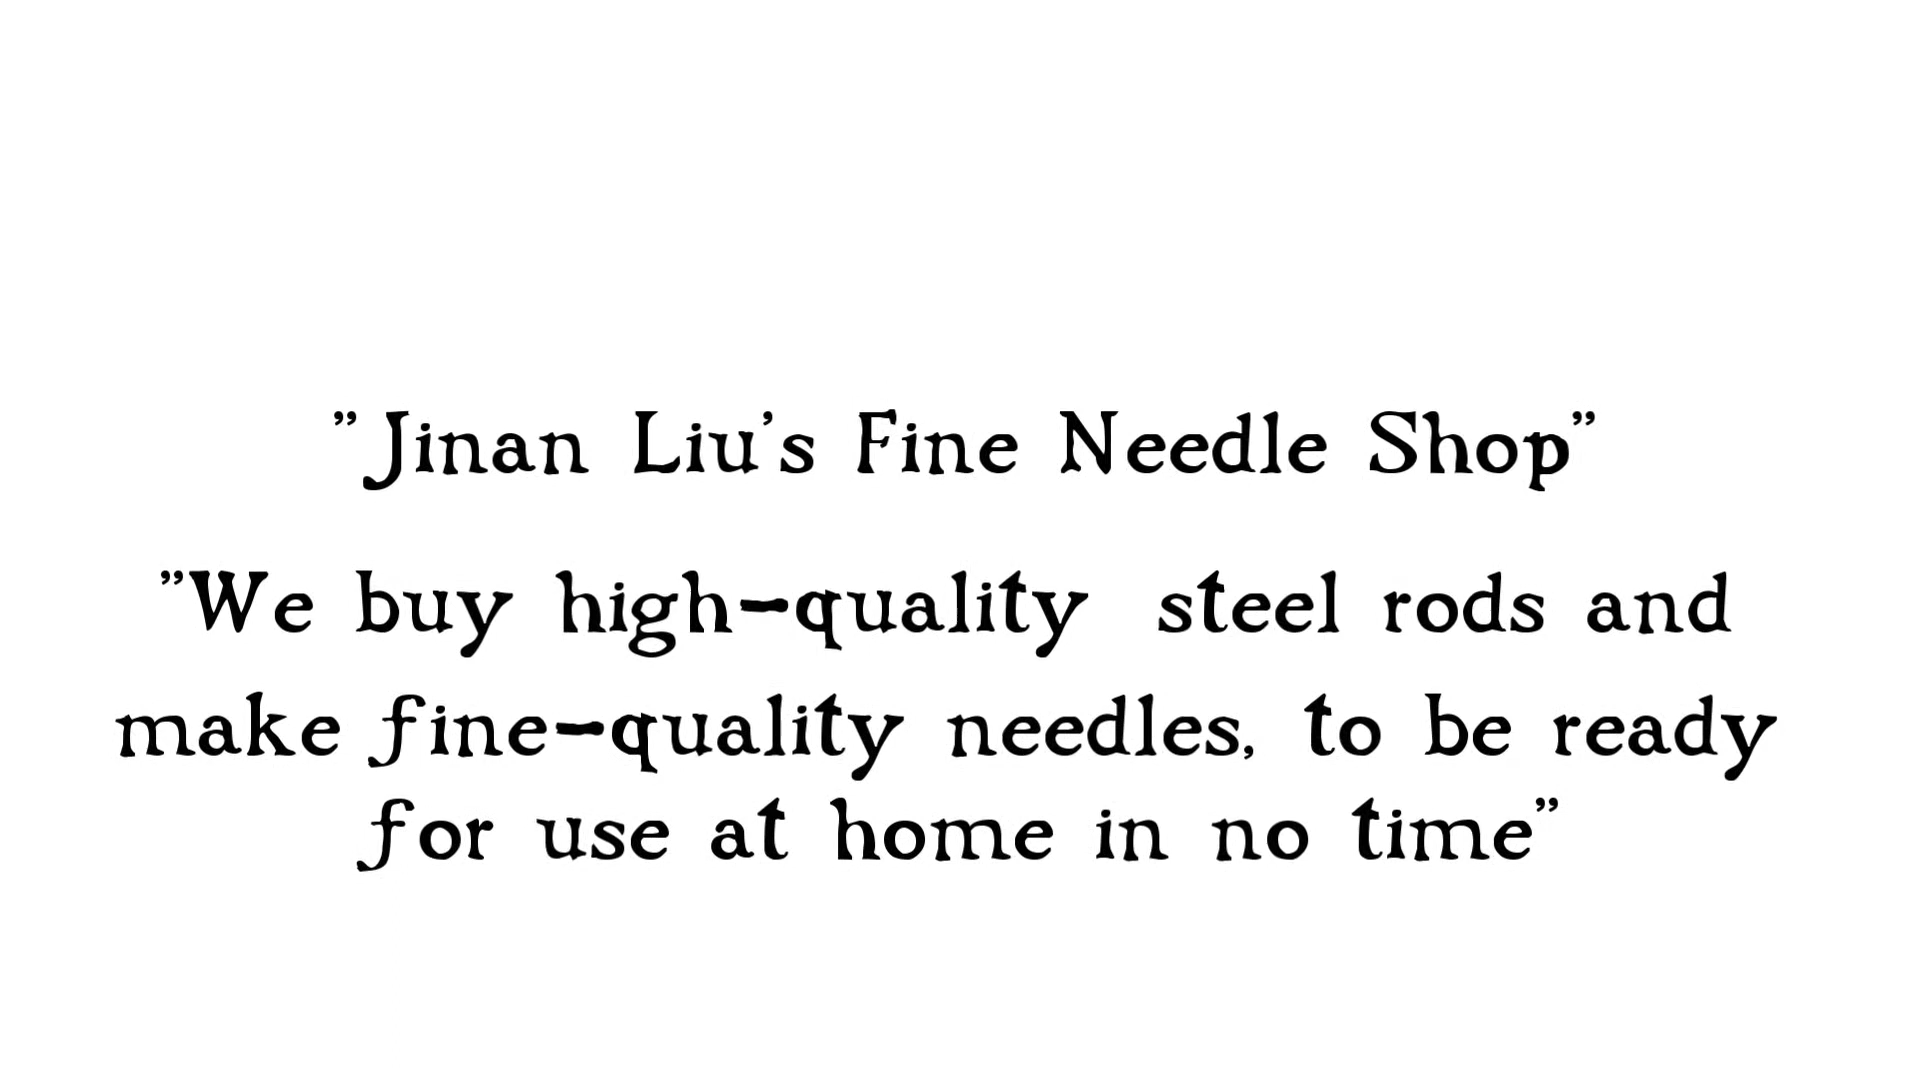 ”Jinan Liu’s Fine Needle Shop”
”We buy high-quality steel rods and
make fine-quality needles, to be ready
for use at home in no time”